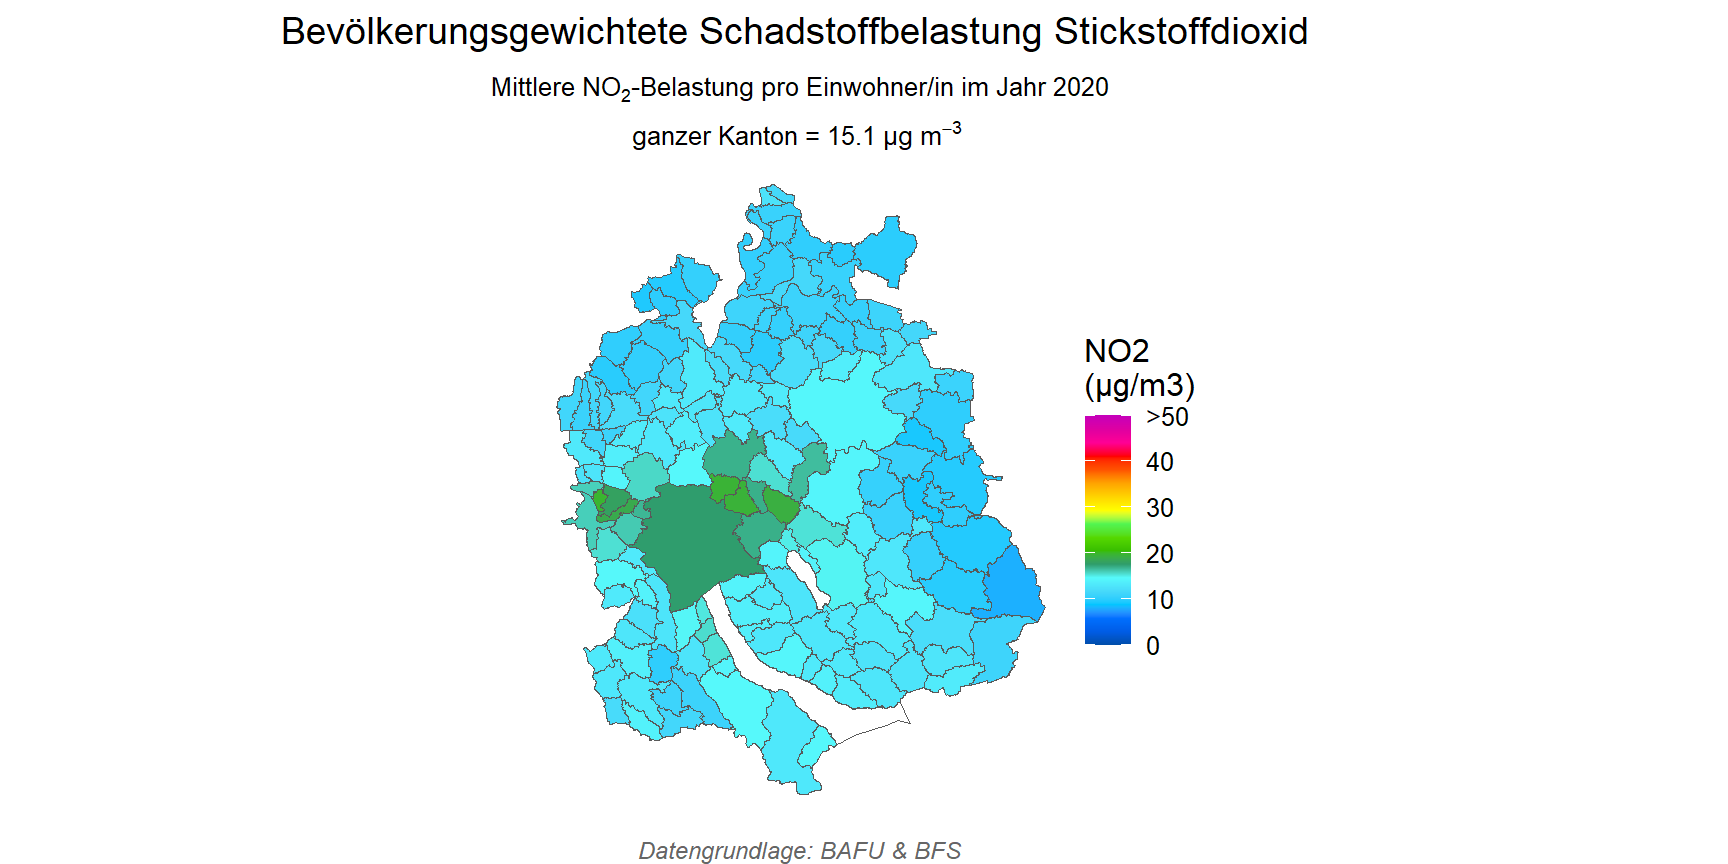 Bevölkerungsgewichtete Schadstoffbelastung Stickstoffdioxid
Mittlere NO₂-Belastung pro Einwohner/in im Jahr 2020
ganzer Kanton = 15.1 µg m⁻³
NO2
(µg/m3)
>50
40
30
20
10
0
Datengrundlage: BAFU & BFS